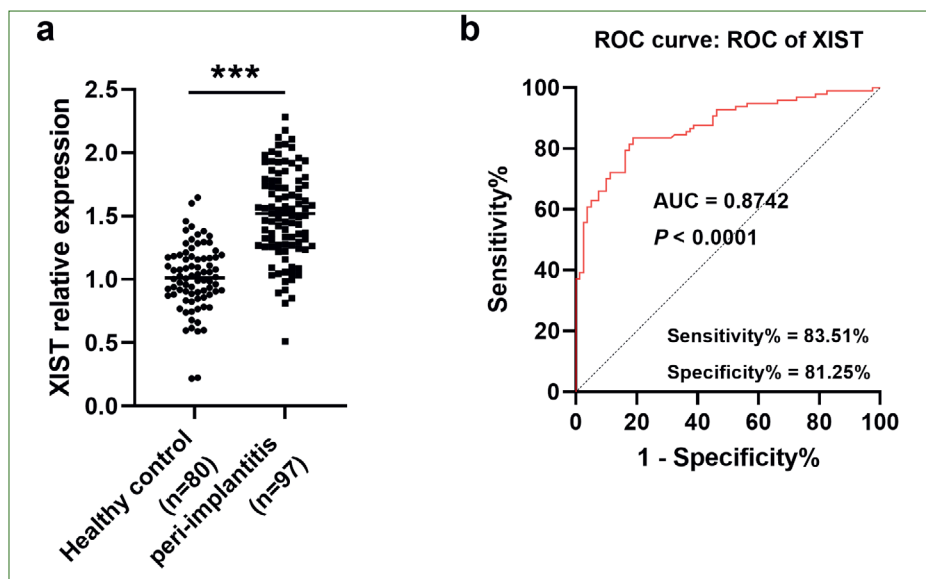 a
***
XIST relative expression
2.5
2.0
1.5
1.0
0.5
0.0
Healthy control
(n=80)
peri-implantitis
(n=97)
b
ROC curve: ROC of XIST
Sensitivity%
100
80
60
40
20
0
AUC = 0.8742
P < 0.0001
Sensitivity% = 83.51%
Specificity% = 81.25%
0 20 40 60 80 100
1 - Specificity%